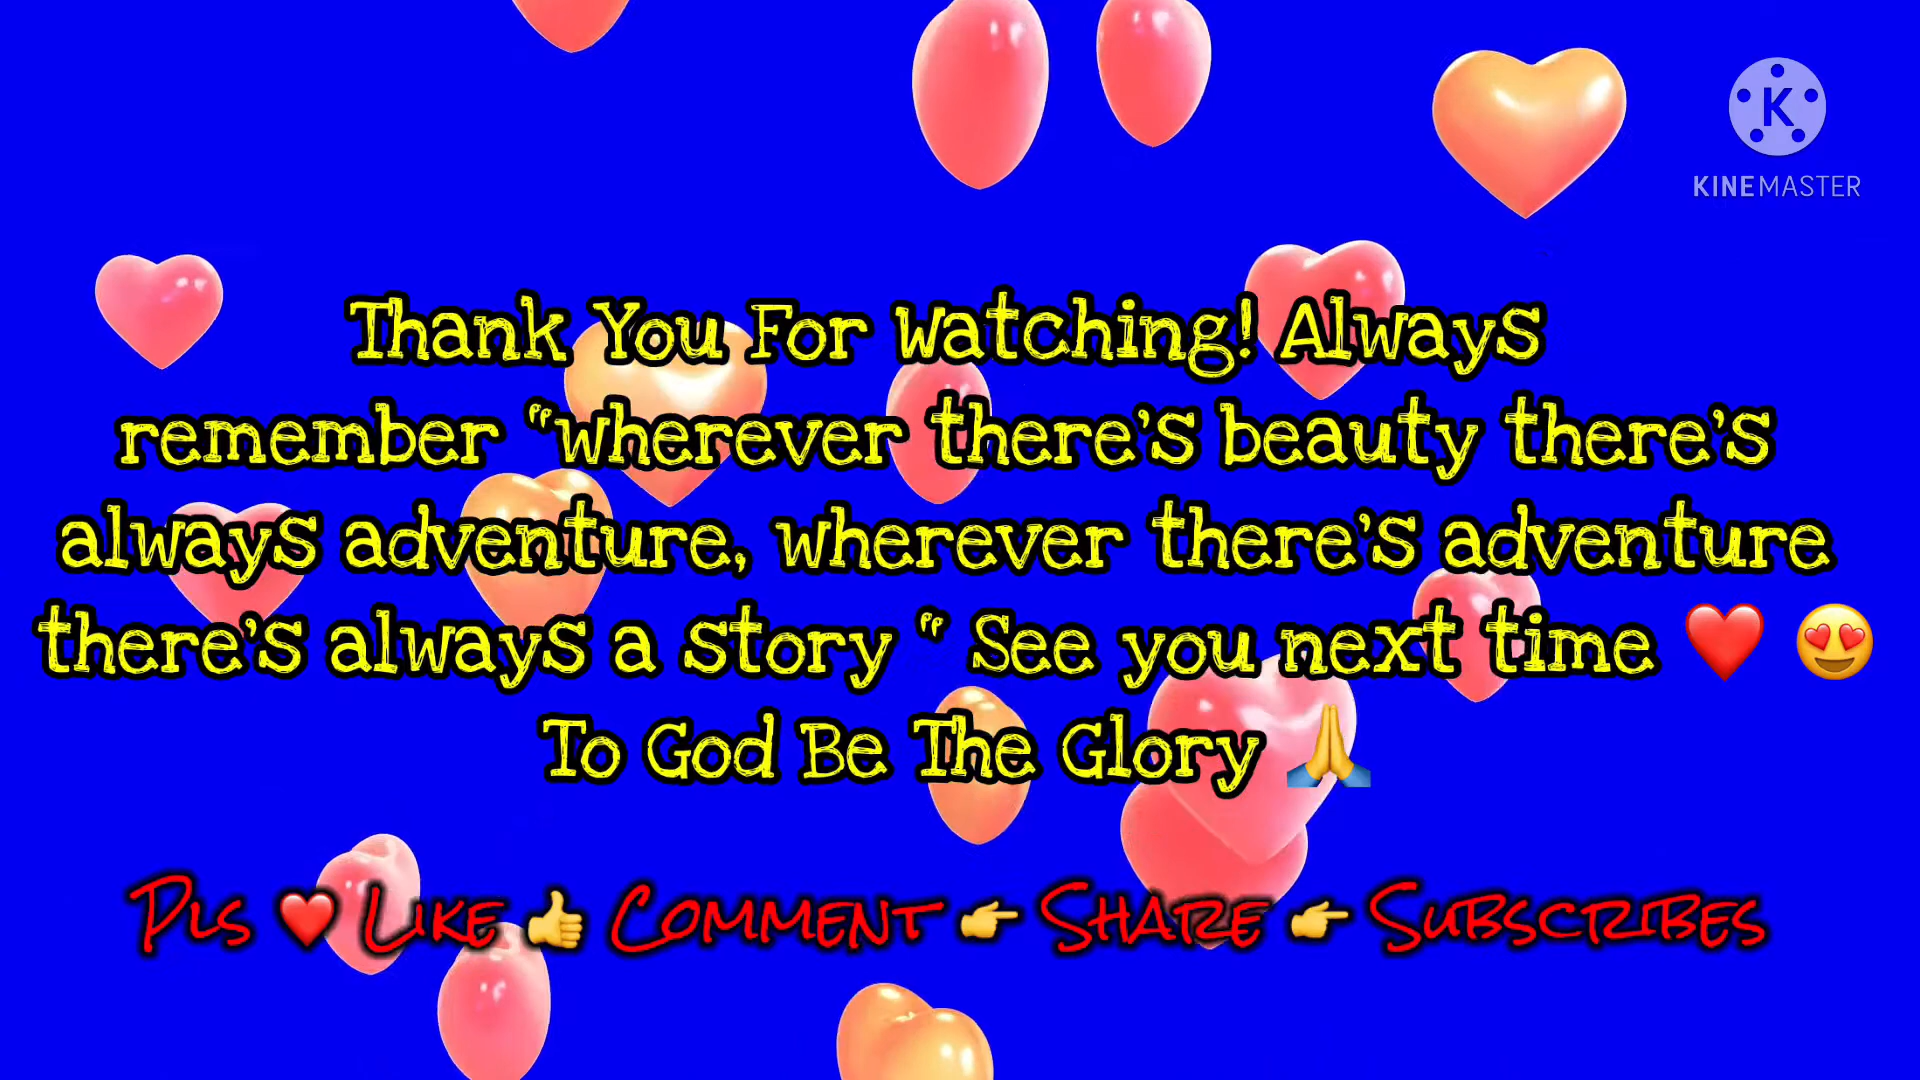 K
KINEMASTER
Thank You For Watching! Always
remember "wherever there's beauty there's
always adventure, wherever there's adventure
there's always a story " See you next time ❤️ 😍
To God Be The Glory 🙏
Pls ❤️ Like 👍 Comment 👉 Share 👉 Subscribes